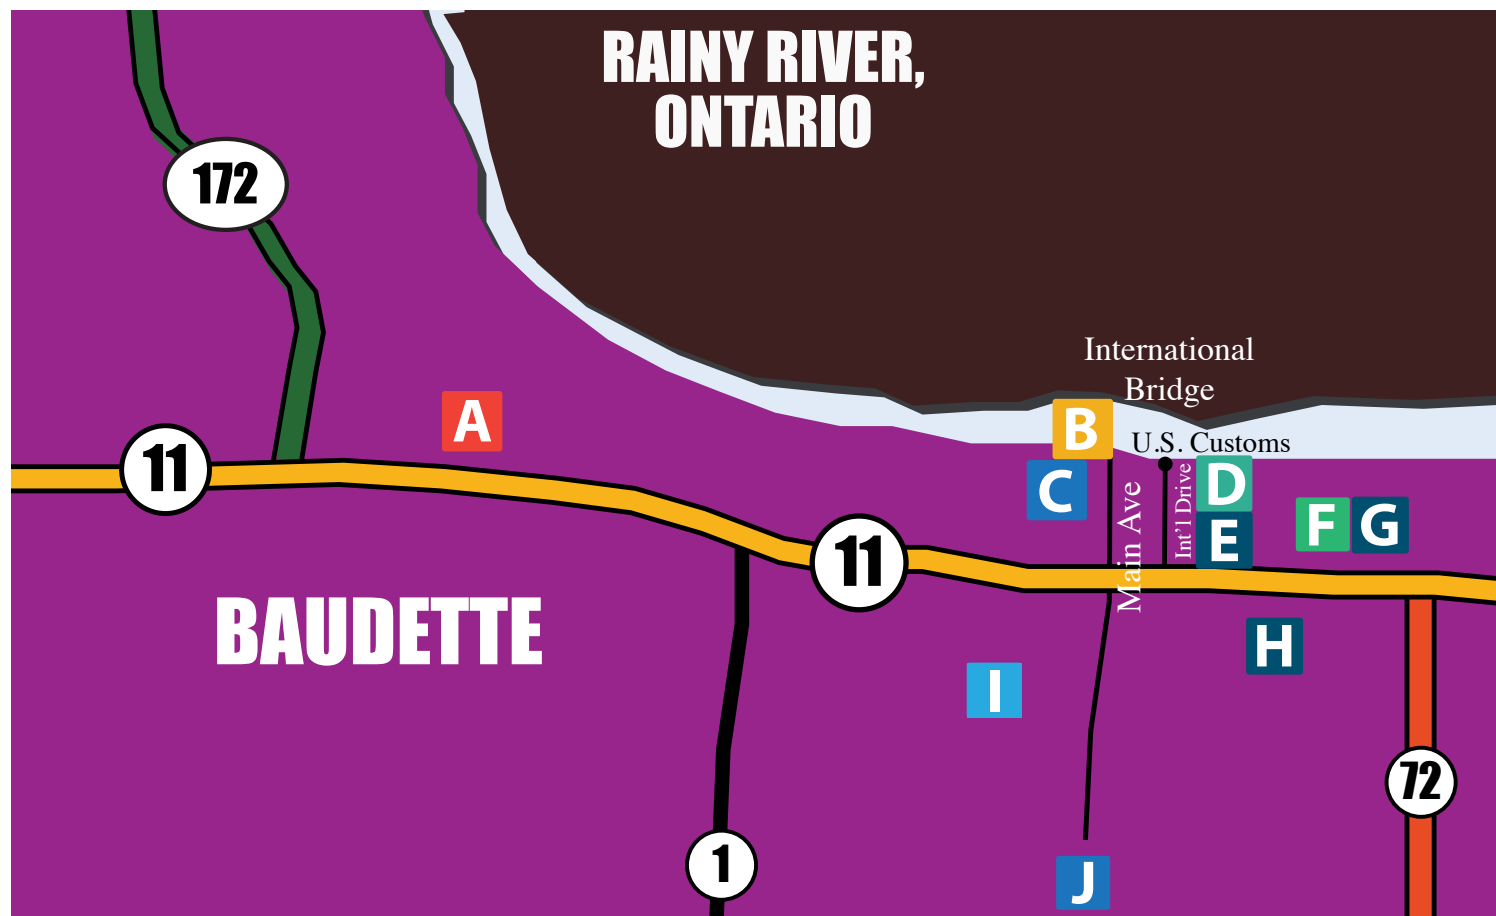 RAINY RIVER,
ONTARIO
172
International
Bridge
A
B
U.S. Customs
11
C
Main Ave
Int'l Drive
D
E
F
G
11
BAUDETTE
H
I
72
1
J